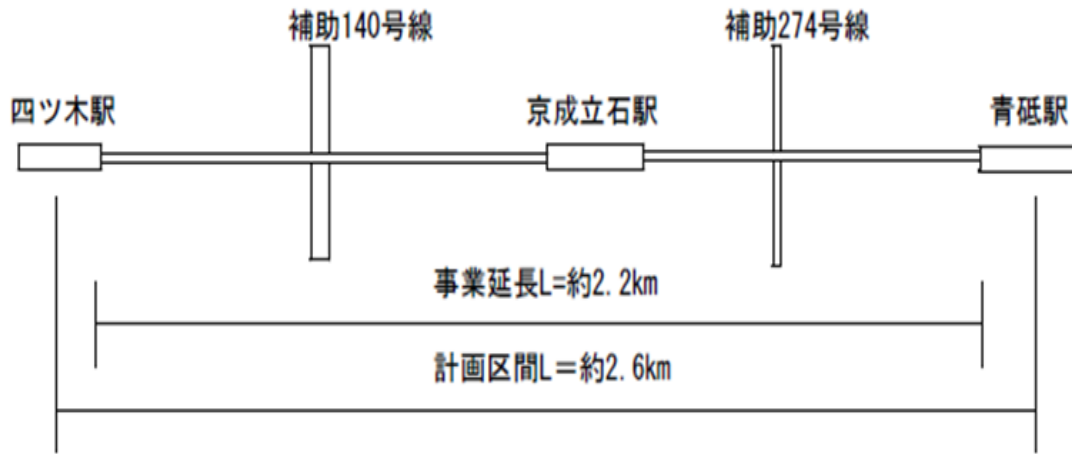 補助140号線
補助274号線
四ツ木駅
京成立石駅
青砥駅
事業延長L=約2.2km
計画区間L＝約2.6km